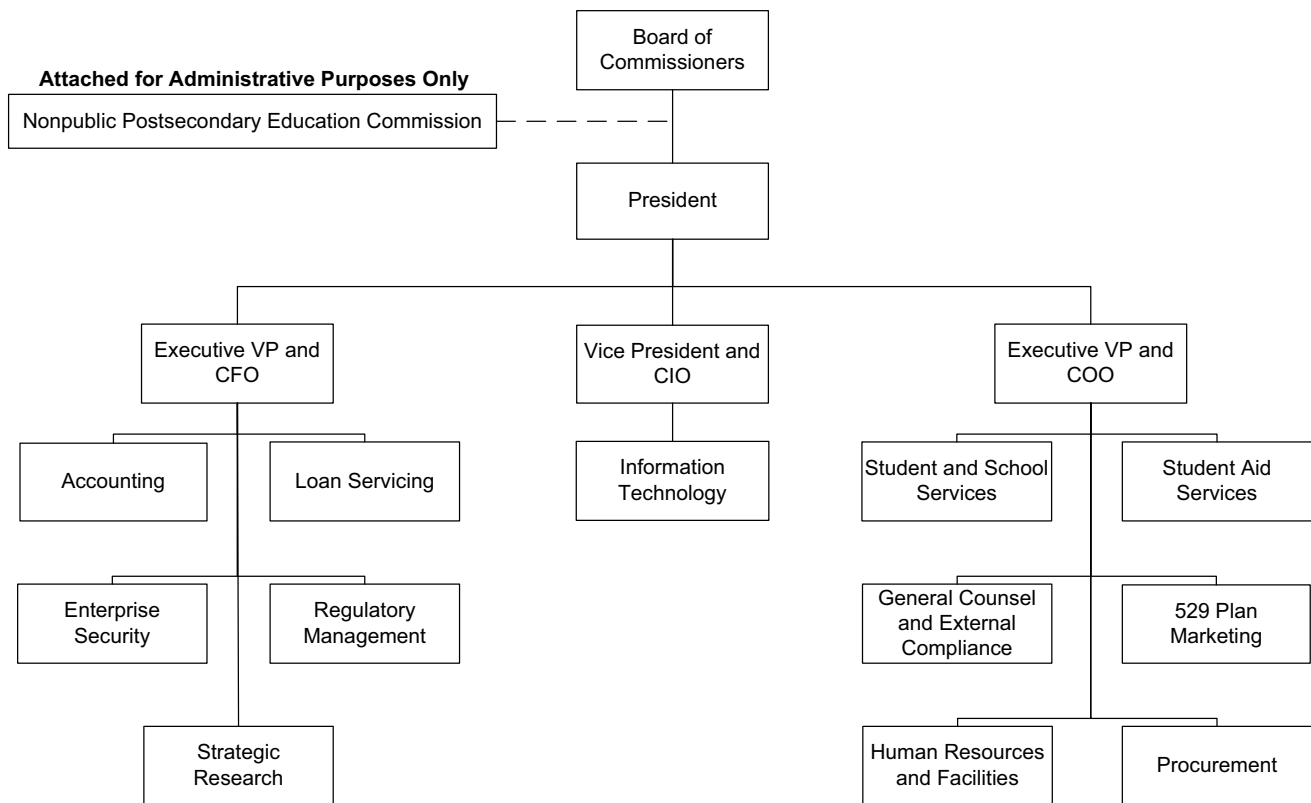 Board of
Commissioners
Attached for Administrative Purposes Only
Nonpublic Postsecondary Education Commission
President
Executive VP and
CFO
Vice President and
CIO
Executive VP and
COO
Accounting
Loan Servicing
Information
Technology
Student and School
Services
Student Aid
Services
Enterprise
Security
Regulatory
Management
General Counsel
and External
Compliance
529 Plan
Marketing
Strategic
Research
Human Resources
and Facilities
Procurement